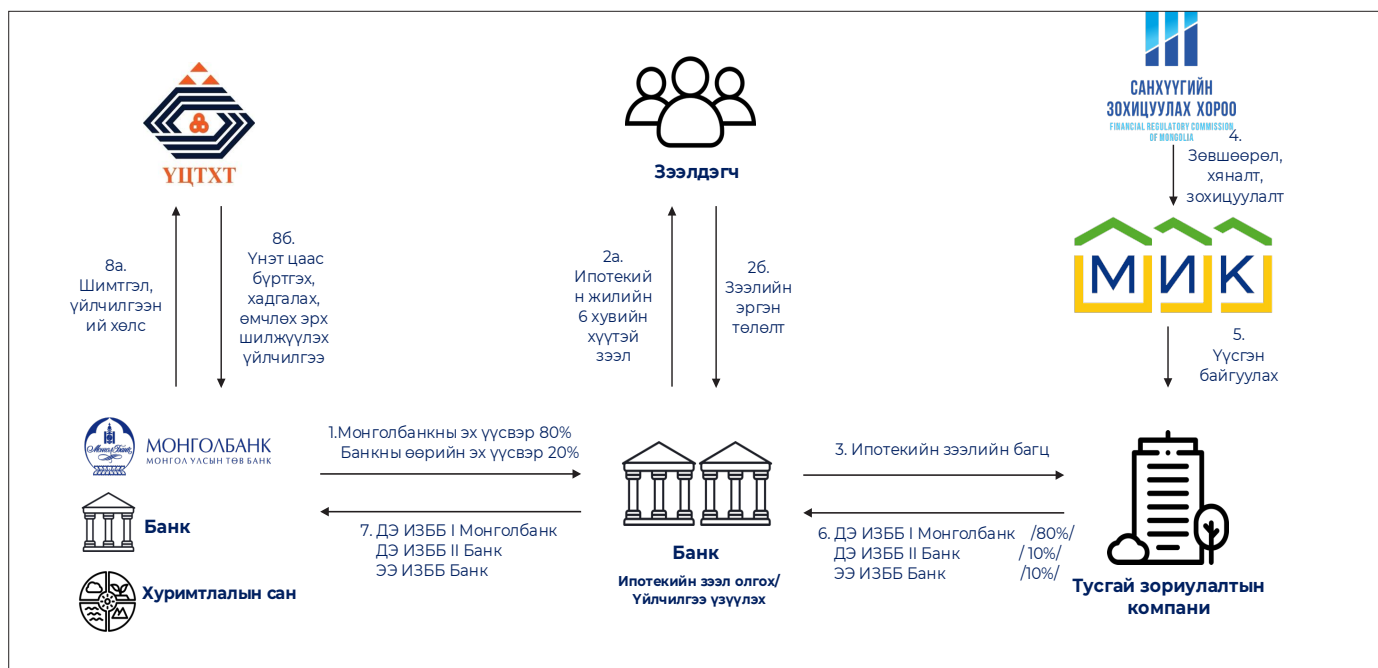 ҮЦТХТ
Зээлдэгч
САНХҮҮГИЙН
ЗОХИЦУУЛАХ ХОРОО
FINANCIAL REGULATORY COMMISSION
OF MONGOLIA
4.
Зөвшөөрөл,
хяналт,
зохицуулалт
МИК
8а.
Шимтгэл,
үйлчилгээн
ий хөлс
8б.
Үнэт цаас
бүртгэх,
хадгалах,
өмчлөх эрх
шилжүүлэх
үйлчилгээ
2а.
Ипотекий
н жилийн
6 хувийн
хүүтэй
зээл
2б.
Зээлийн
эргэн
төлөлт
5.
Үүсгэн
байгуулах
МОНГОЛБАНК
МОНГОЛ УЛСЫН ТӨВ БАНК
Банк
Хуримтлалын сан
1.Монголбанкны эх үүсвэр 80%
Банкны өөрийн эх үүсвэр 20%
7. ДЭ ИЗББ I Монголбанк
ДЭ ИЗББ II Банк
ЭЭ ИЗББ Банк
Банк
Ипотекийн зээл олгох/
Үйлчилгээ үзүүлэх
3. Ипотекийн зээлийн багц
6. ДЭ ИЗББ I Монголбанк /80%/
ДЭ ИЗББ II Банк / 10%/
ЭЭ ИЗББ Банк /10%/
Тусгай зориулалтын
компани